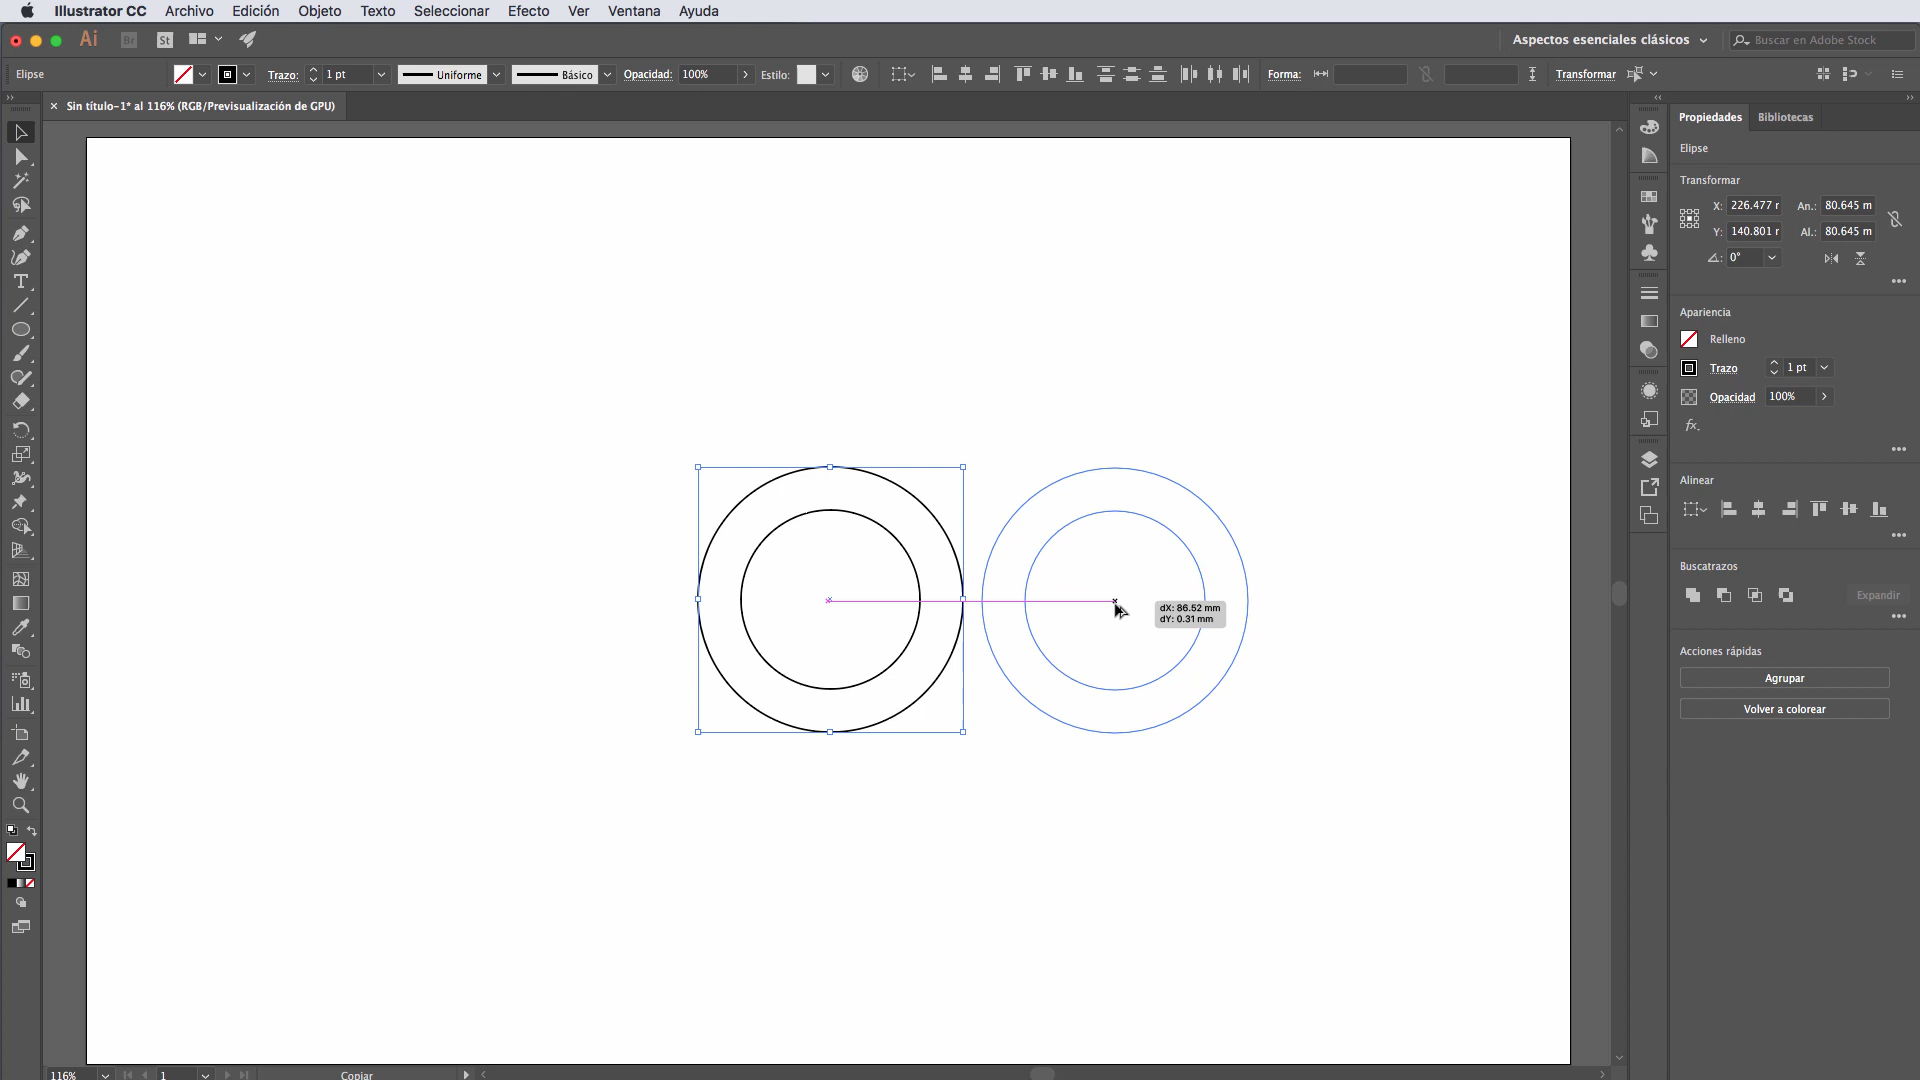 Illustrator CC Archivo Edición Objeto Texto Seleccionar Efecto Ver Ventana Ayuda
Ai Br St Aspectos esenciales clásicos Buscar en Adobe Stock
Elipse Trazo: 1 pt Uniforme Básico Opacidad: 100% Estilo: Forma: Transformar
Sin título-1* al 116% (RGB/Previsualización de GPU)
Propiedades Bibliotecas
Elipse
Transformar
X: 226.477 r An.: 80.645 m
Y: 140.801 r Al.: 80.645 m
0°
Apariencia
Relleno
Trazo 1 pt
Opacidad 100%
fx.
Alinear
Buscatrazos
Expandir
Acciones rápidas
Agrupar
Volver a colorear
dX: 86.52 mm
dY: 0.31 mm
116% 1 Copiar